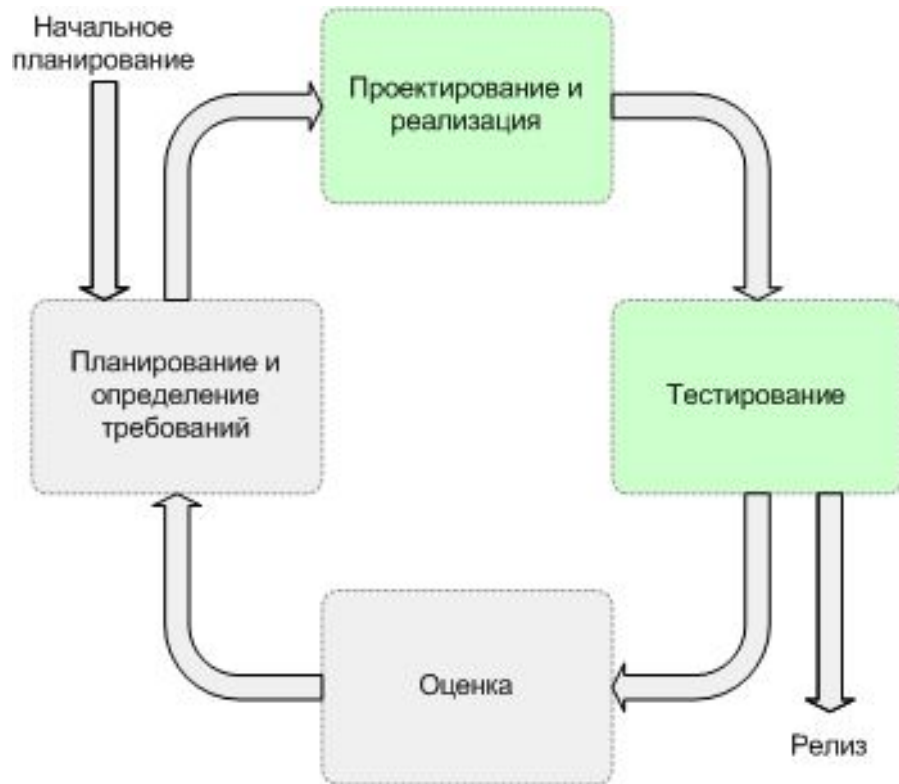 Начальное
планирование
Проектирование и
реализация
Планирование и
определение
требований
Тестирование
Оценка
Релиз